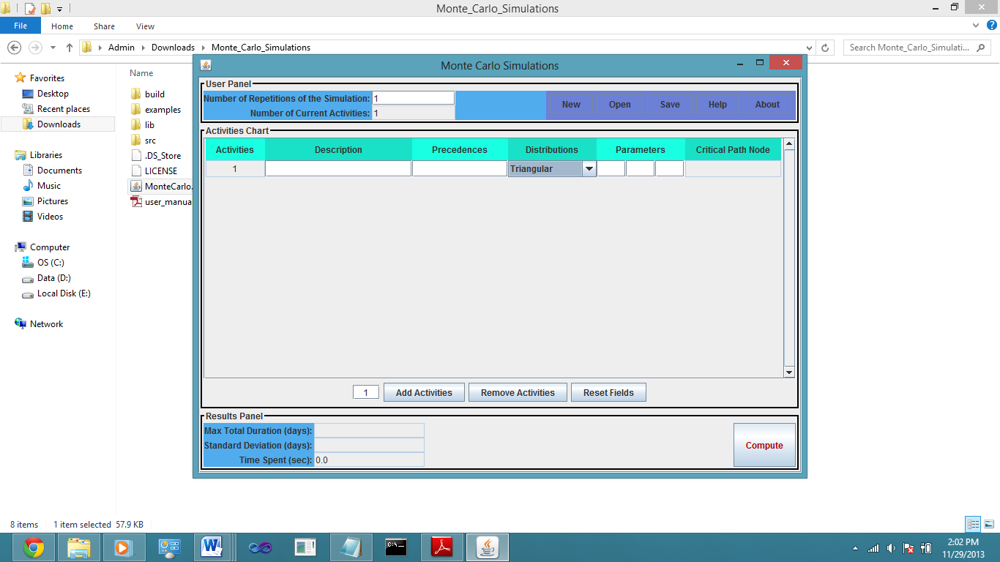 Monte_Carlo_Simulations
File Home Share View
Admin Downloads Monte_Carlo_Simulations
Search Monte_Carlo_Simulati...
Favorites
Desktop
Recent places
Downloads
Libraries
Documents
Music
Pictures
Videos
Computer
OS (C:)
Data (D:)
Local Disk (E:)
Network
Name
build
examples
lib
src
.DS_Store
LICENSE
MonteCarlo.
user_manua
Monte Carlo Simulations
User Panel
Number of Repetitions of the Simulation: 1
Number of Current Activities: 1
New Open Save Help About
Activities Chart
Activities Description Precedences Distributions Parameters Critical Path Node
1 Triangular
1 Add Activities Remove Activities Reset Fields
Results Panel
Max Total Duration (days):
Standard Deviation (days):
Time Spent (sec): 0.0
Compute
8 items 1 item selected 57.9 KB
2:02 PM
11/29/2013